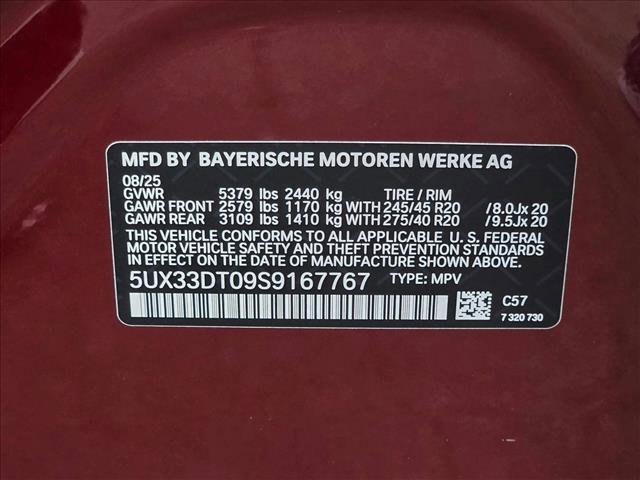 MFD BY BAYERISCHE MOTOREN WERKE AG
08/25
GVWR 5379 lbs 2440 kg TIRE / RIM
GAWR FRONT 2579 lbs 1170 kg WITH 245/45 R20 /8.0Jx20
GAWR REAR 3109 lbs 1410 kg WITH 275/40 R20 /9.5Jx20
THIS VEHICLE CONFORMS TO ALL APPLICABLE U. S. FEDERAL
MOTOR VEHICLE SAFETY, BUMPER, AND THEFT PREVENTION STANDARDS
IN EFFECT ON THE DATE OF MANUFACTURE SHOWN ABOVE.
5UX33DT09S9167767 TYPE: MPV
C57
7 320 730